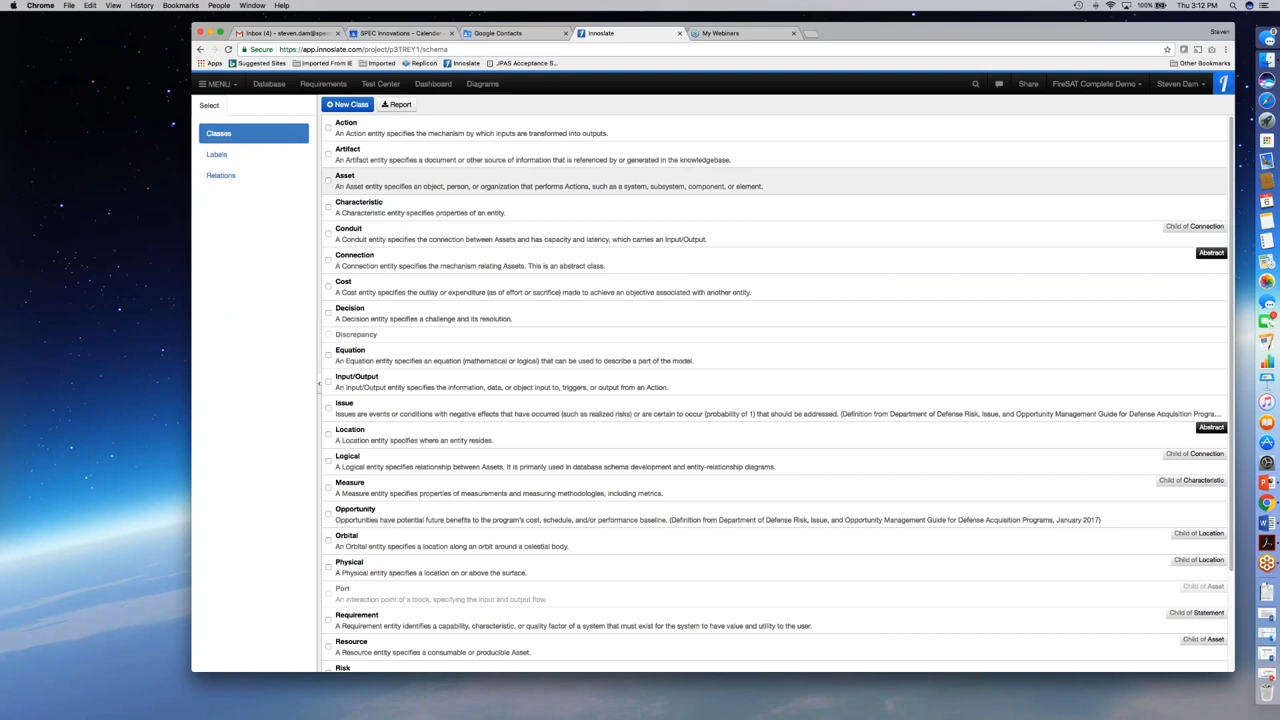 Chrome File Edit View History Bookmarks People Window Help
100% Thu 3:12 PM
Inbox (4) - steven.dam@spec
SPEC Innovations - Calendar
Google Contacts
Innoslate
My Webinars
Steven
Secure https://app.innoslate.com/project/p3TREY1/schema
Apps Suggested Sites Imported From IE Imported Replicon Innoslate JPAS Acceptance S... Other Bookmarks
MENU Database Requirements Test Center Dashboard Diagrams Share FireSAT Complete Demo Steven Dam
Select
New Class Report
Classes
Labels
Relations
Action
An Action entity specifies the mechanism by which inputs are transformed into outputs.
Artifact
An Artifact entity specifies a document or other source of information that is referenced by or generated in the knowledgebase.
Asset
An Asset entity specifies an object, person, or organization that performs Actions, such as a system, subsystem, component, or element.
Characteristic
A Characteristic entity specifies properties of an entity.
Conduit
Child of Connection
A Conduit entity specifies the connection between Assets and has capacity and latency, which carries an Input/Output.
Connection
Abstract
A Connection entity specifies the mechanism relating Assets. This is an abstract class.
Cost
A Cost entity specifies the outlay or expenditure (as of effort or sacrifice) made to achieve an objective associated with another entity.
Decision
A Decision entity specifies a challenge and its resolution.
Discrepancy
Equation
An Equation entity specifies an equation (mathematical or logical) that can be used to describe a part of the model.
Input/Output
An Input/Output entity specifies the information, data, or object input to, triggers, or output from an Action.
Issue
Issues are events or conditions with negative effects that have occurred (such as realized risks) or are certain to occur (probability of 1) that should be addressed. (Definition from Department of Defense Risk, Issue, and Opportunity Management Guide for Defense Acquisition Progra...
Location
Abstract
A Location entity specifies where an entity resides.
Logical
Child of Connection
A Logical entity specifies relationship between Assets. It is primarily used in database schema development and entity-relationship diagrams.
Measure
Child of Characteristic
A Measure entity specifies properties of measurements and measuring methodologies, including metrics.
Opportunity
Opportunities have potential future benefits to the program's cost, schedule, and/or performance baseline. (Definition from Department of Defense Risk, Issue, and Opportunity Management Guide for Defense Acquisition Programs, January 2017)
Orbital
Child of Location
An Orbital entity specifies a location along an orbit around a celestial body.
Physical
Child of Location
A Physical entity specifies a location on or above the surface.
Port
Child of Asset
An interaction point of a block, specifying the input and output flow.
Requirement
Child of Statement
A Requirement entity identifies a capability, characteristic, or quality factor of a system that must exist for the system to have value and utility to the user.
Resource
Child of Asset
A Resource entity specifies a consumable or producible Asset.
Risk